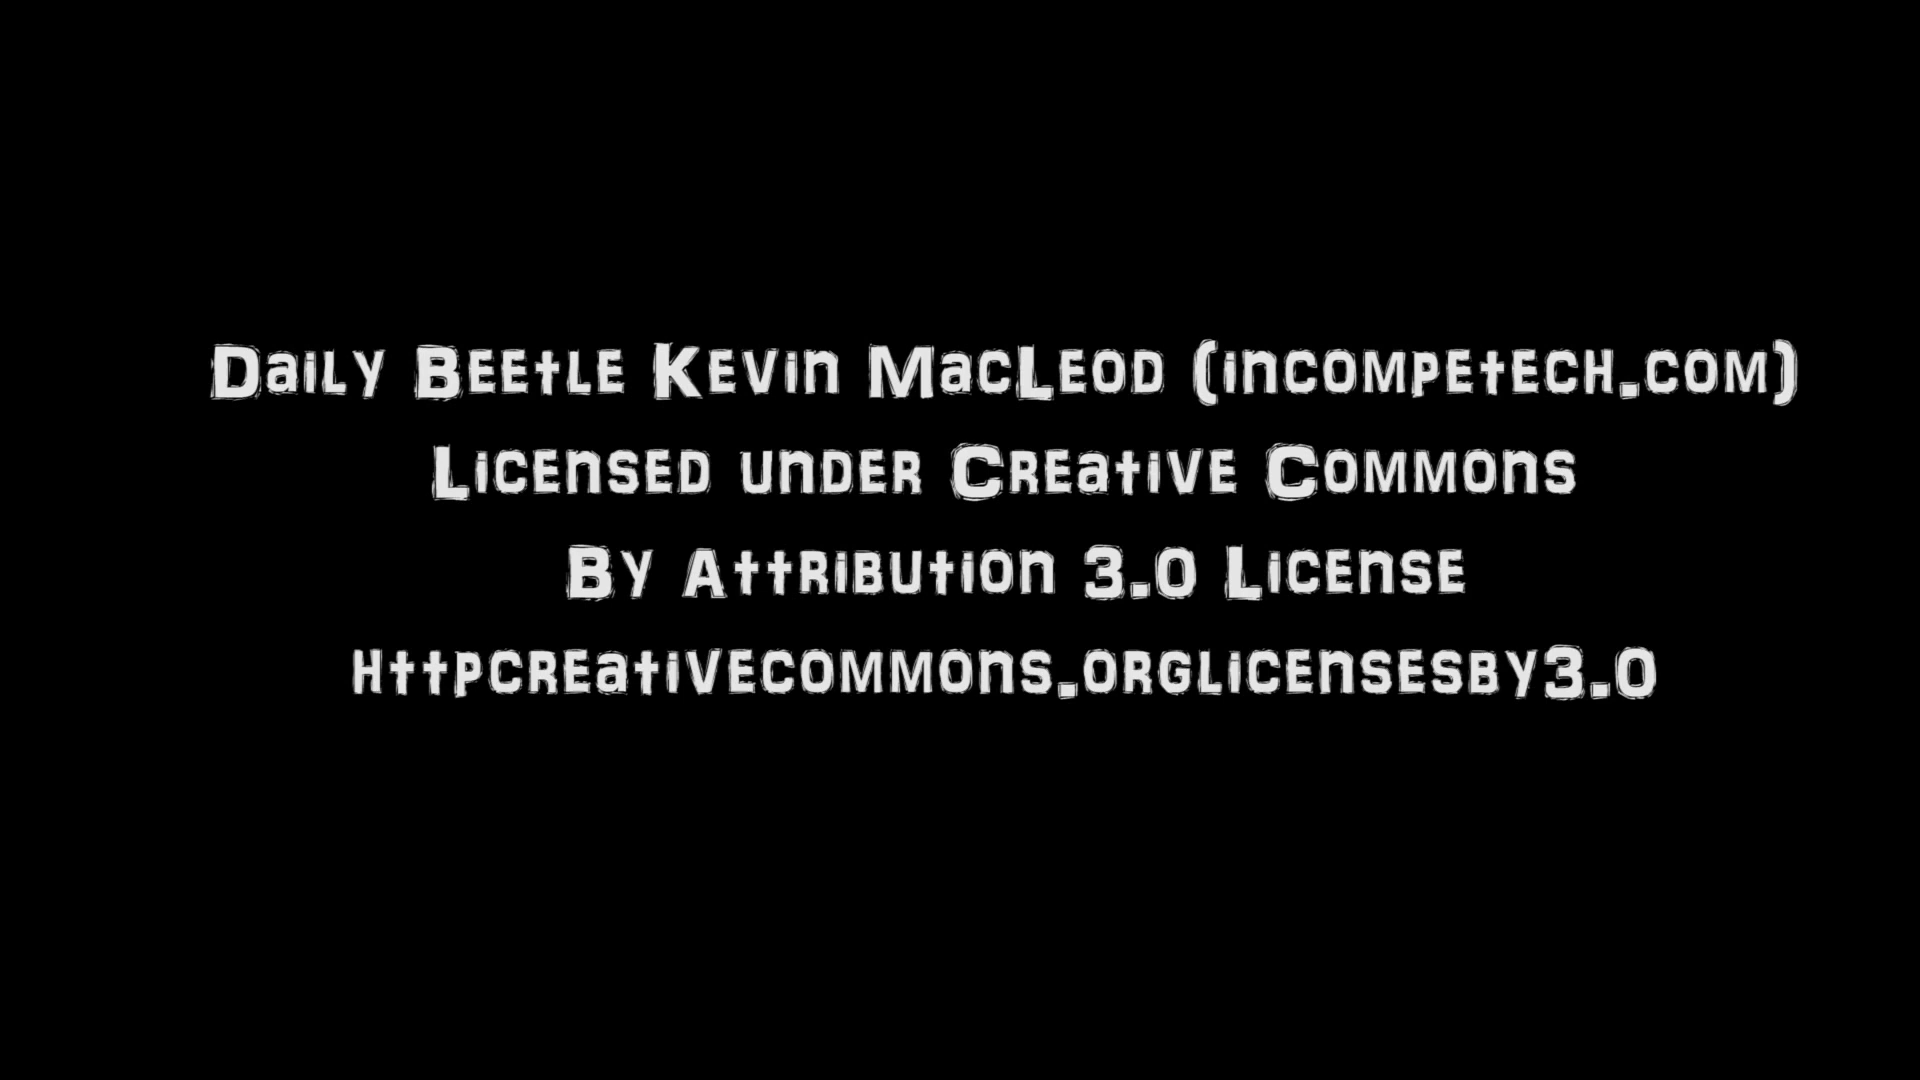 Daily Beetle Kevin MacLeod (incompetech.com)
Licensed under Creative Commons
By Attribution 3.0 License
httpcreativecommons.orglicensesby3.0